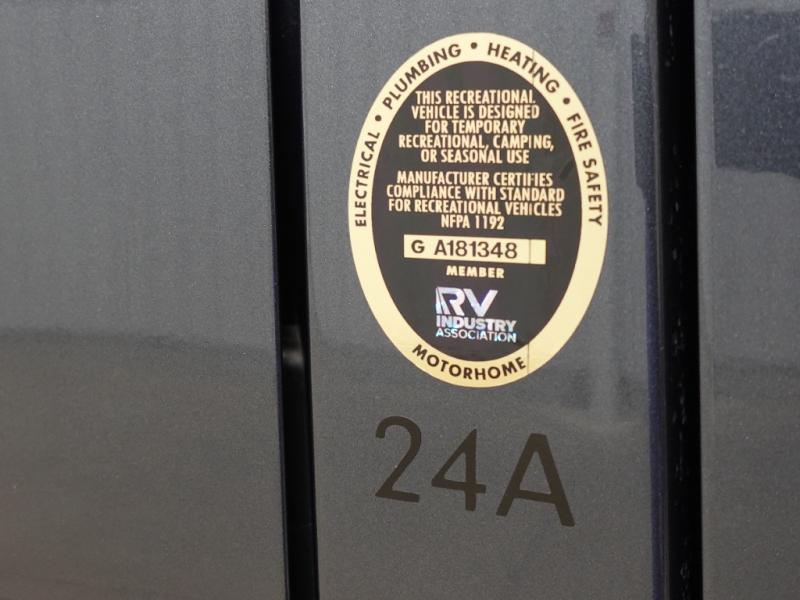 ELECTRICAL • PLUMBING • HEATING • FIRE SAFETY
THIS RECREATIONAL
VEHICLE IS DESIGNED
FOR TEMPORARY
RECREATIONAL, CAMPING,
OR SEASONAL USE
MANUFACTURER CERTIFIES
COMPLIANCE WITH STANDARD
FOR RECREATIONAL VEHICLES
NFPA 1192
G A181348
MEMBER
RV
INDUSTRY
ASSOCIATION
MOTORHOME
24A